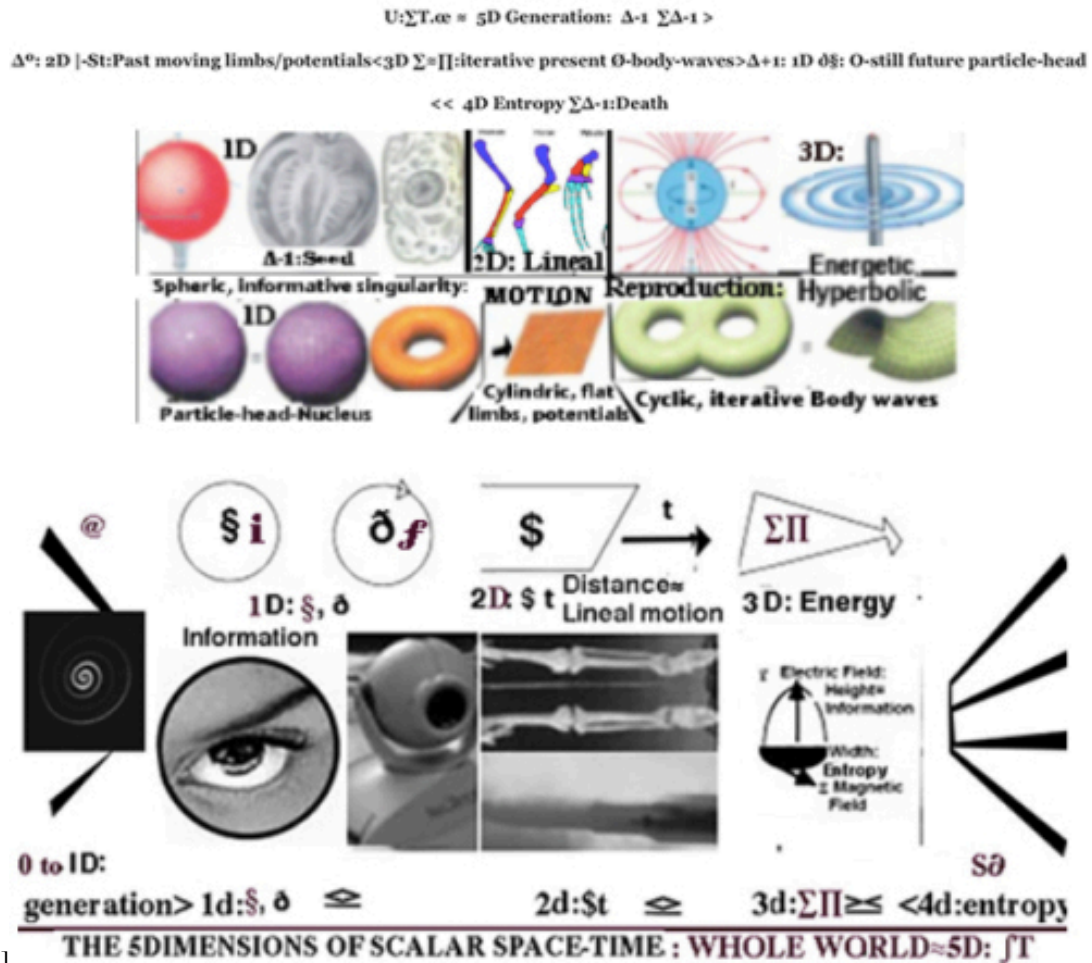 U:∑T.œ ≈ 5D Generation: Δ-1 ∑Δ-1 >
Δº: 2D |-St:Past moving limbs/potentials<3D ∑≈∏:iterative present Ø-body-waves>Δ+1: 1D ð§: O-still future particle-head
<< 4D Entropy ∑Δ-1:Death
1D
3D:
Δ-1:Seed
2D: Lineal
Energetic
Spheric, informative singularity:
MOTION
Reproduction:
Hyperbolic
1D
Particle-head-Nucleus
Cylindric, flat
limbs, potentials
Cyclic, iterative Body waves
@
§ i
ð f
$
t
∑∏
1D: §, ð
2D: $ t
Distance≈
Lineal motion
3D: Energy
Information
Electric Field:
Height=
Information
Width:
Entropy
Magnetic
Field
0 to 1D:
S∂
generation> 1d:§, ð ≤≥
2d:$t ≤≥
3d:∑∏≥≤ <4d:entropy
THE 5DIMENSIONS OF SCALAR SPACE-TIME : WHOLE WORLD≈5D: ∫T
]